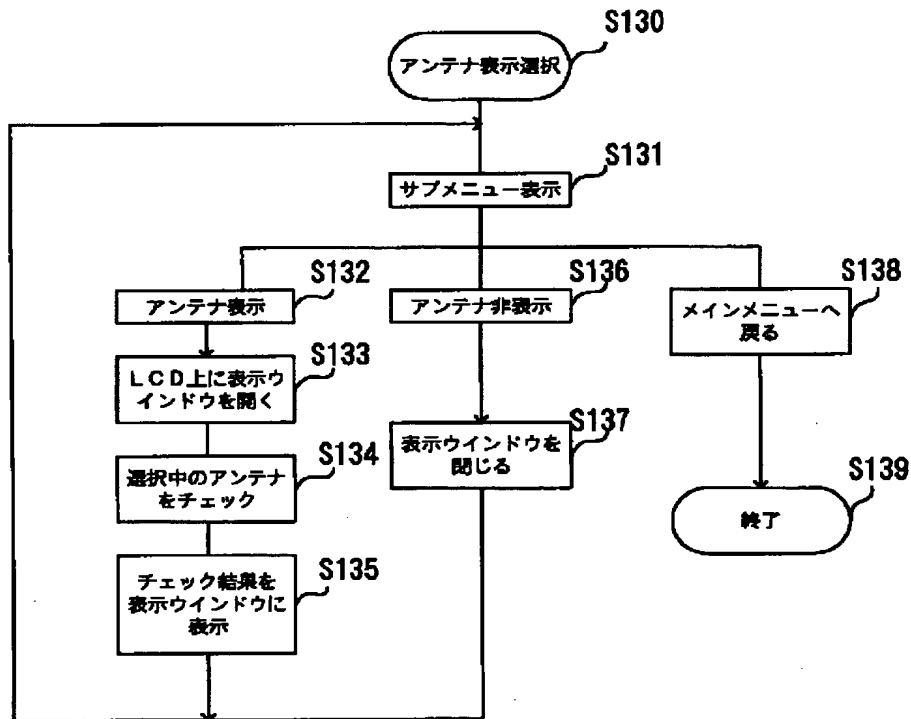 S130
アンテナ表示選択
S131
サブメニュー表示
S132
アンテナ表示
S136
アンテナ非表示
S138
メインメニューへ
戻る
S133
LCD上に表示ウ
インドウを開く
S137
表示ウインドウを
閉じる
S134
選択中のアンテナ
をチェック
S139
終了
S135
チェック結果を
表示ウインドウに
表示